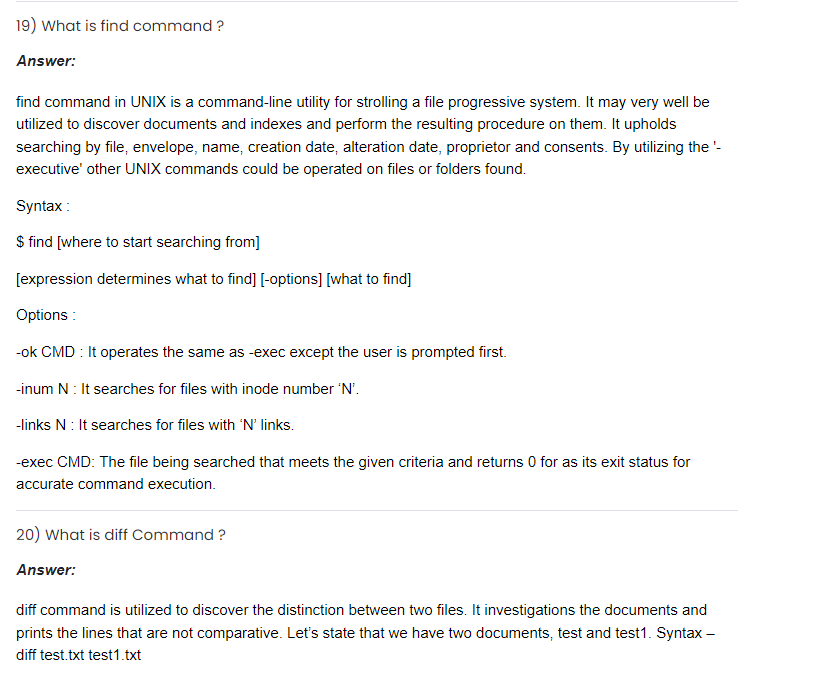 19) What is find command ?
Answer:
find command in UNIX is a command-line utility for strolling a file progressive system. It may very well be
utilized to discover documents and indexes and perform the resulting procedure on them. It upholds
searching by file, envelope, name, creation date, alteration date, proprietor and consents. By utilizing the '-
executive' other UNIX commands could be operated on files or folders found.
Syntax :
$ find [where to start searching from]
[expression determines what to find] [-options] [what to find]
Options :
-ok CMD : It operates the same as -exec except the user is prompted first.
-inum N : It searches for files with inode number ‘N’.
-links N : It searches for files with ‘N’ links.
-exec CMD: The file being searched that meets the given criteria and returns 0 for as its exit status for
accurate command execution.
20) What is diff Command ?
Answer:
diff command is utilized to discover the distinction between two files. It investigations the documents and
prints the lines that are not comparative. Let’s state that we have two documents, test and test1. Syntax –
diff test.txt test1.txt